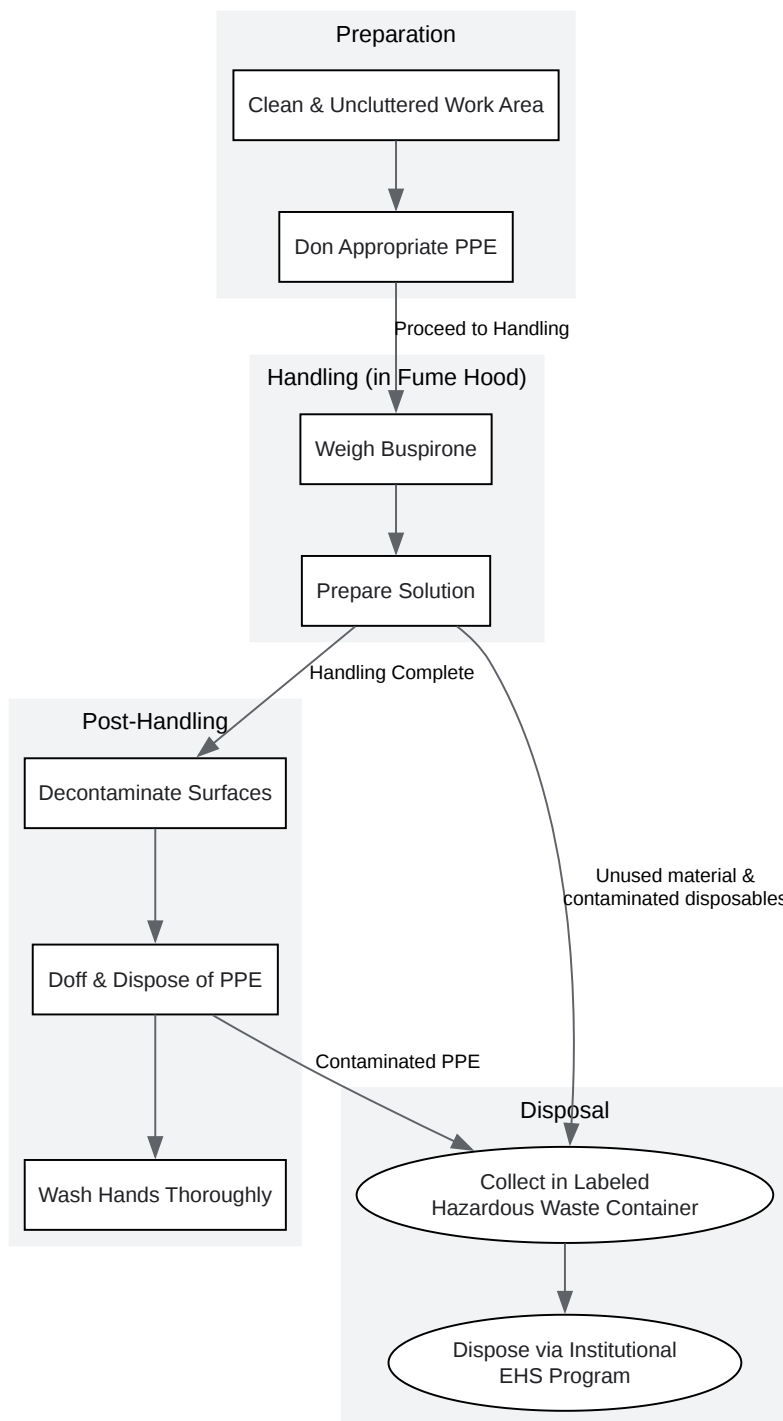 Preparation
Clean & Uncluttered Work Area
Don Appropriate PPE
Proceed to Handling
Handling (in Fume Hood)
Weigh Buspirone
Prepare Solution
Handling Complete
Post-Handling
Decontaminate Surfaces
Unused material &
contaminated disposables
Doff & Dispose of PPE
Contaminated PPE
Disposal
Wash Hands Thoroughly
Collect in Labeled
Hazardous Waste Container
Dispose via Institutional
EHS Program